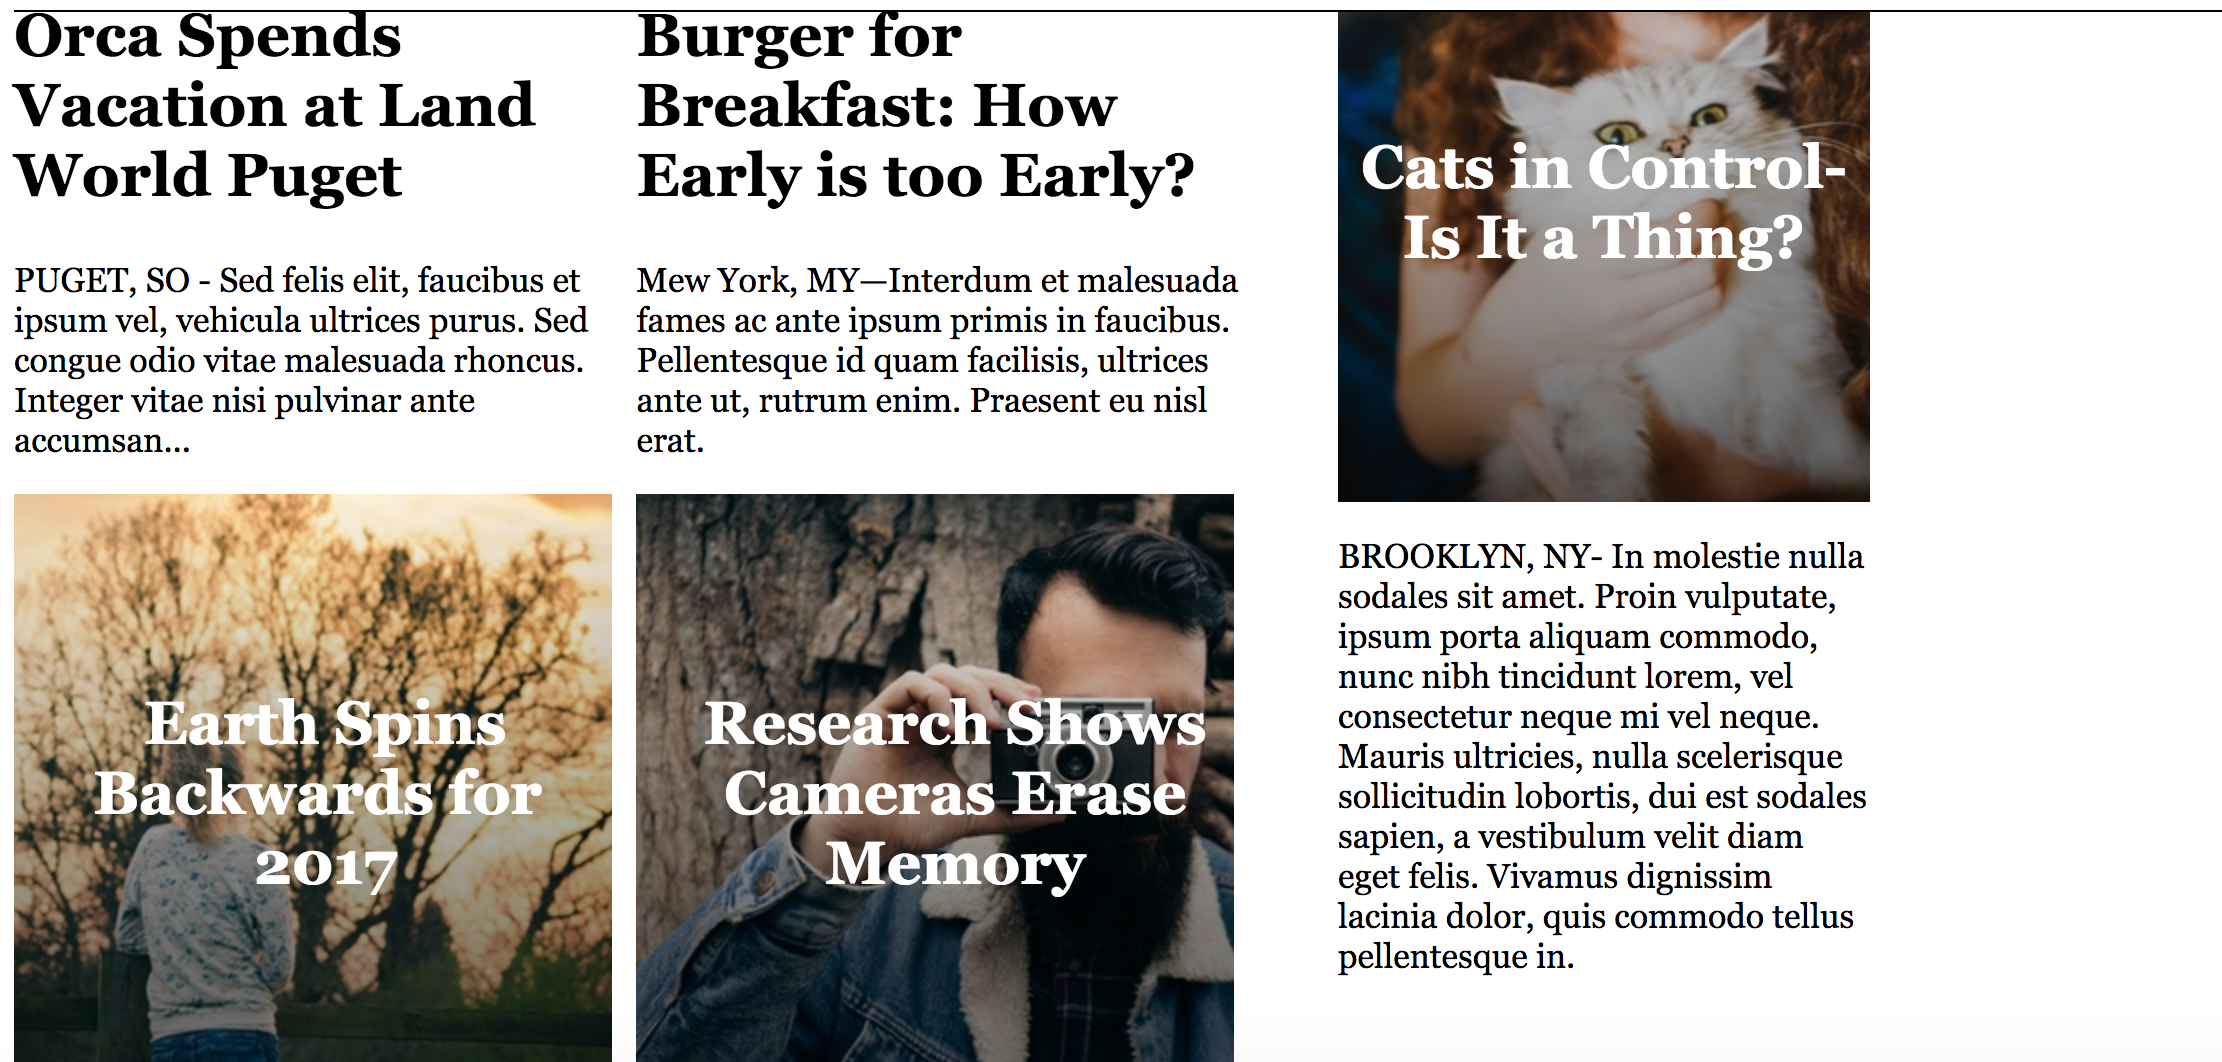 Orca Spends
Vacation at Land
World Puget
PUGET, SO - Sed felis elit, faucibus et
ipsum vel, vehicula ultrices purus. Sed
congue odio vitae malesuada rhoncus.
Integer vitae nisi pulvinar ante
accumsan...
Earth Spins
Backwards for
2017
Burger for
Breakfast: How
Early is too Early?
Mew York, MY—Interdum et malesuada
fames ac ante ipsum primis in faucibus.
Pellentesque id quam facilisis, ultrices
ante ut, rutrum enim. Praesent eu nisl
erat.
Research Shows
Cameras Erase
Memory
Cats in Control-
Is It a Thing?
BROOKLYN, NY- In molestie nulla
sodales sit amet. Proin vulputate,
ipsum porta aliquam commodo,
nunc nibh tincidunt lorem, vel
consectetur neque mi vel neque.
Mauris ultricies, nulla scelerisque
sollicitudin lobortis, dui est sodales
sapien, a vestibulum velit diam
eget felis. Vivamus dignissim
lacinia dolor, quis commodo tellus
pellentesque in.